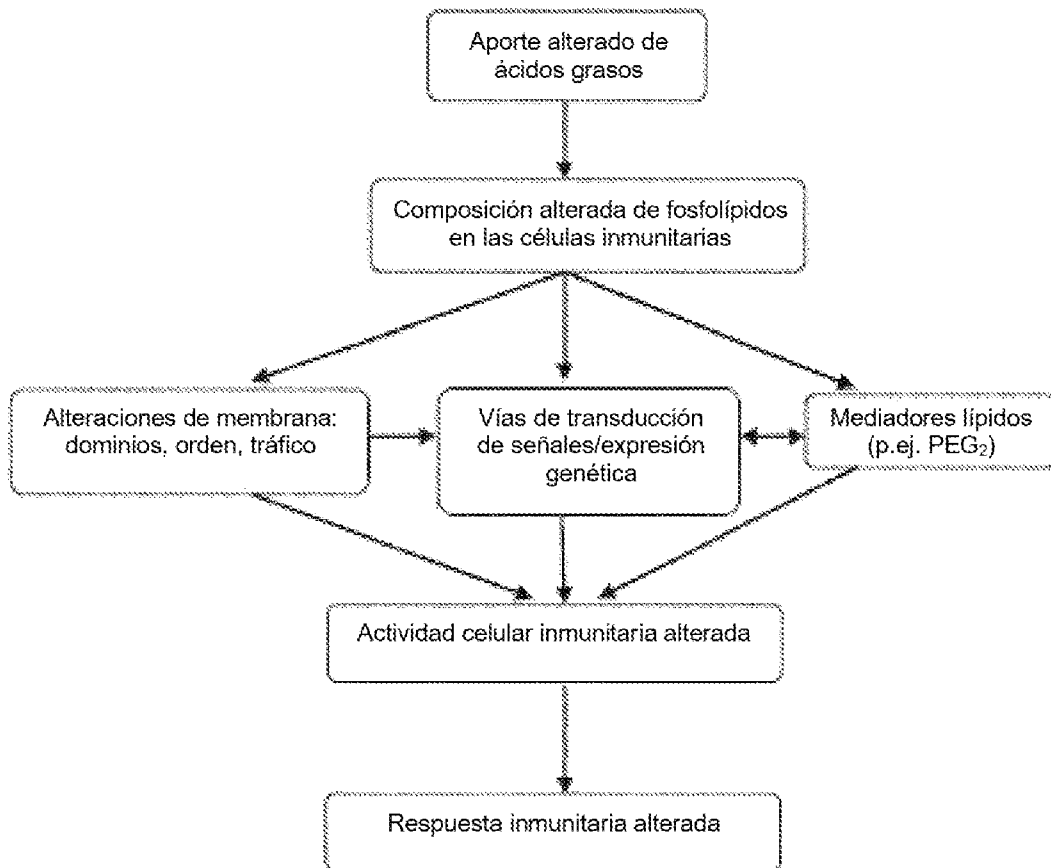 Aporte alterado de
ácidos grasos
Composición alterada de fosfolípidos
en las células inmunitarias
Alteraciones de membrana:
dominios, orden, tráfico
Vías de transducción
de señales/expresión
genética
Mediadores lípidos
(p.ej. PEG₂)
Actividad celular inmunitaria alterada
Respuesta inmunitaria alterada